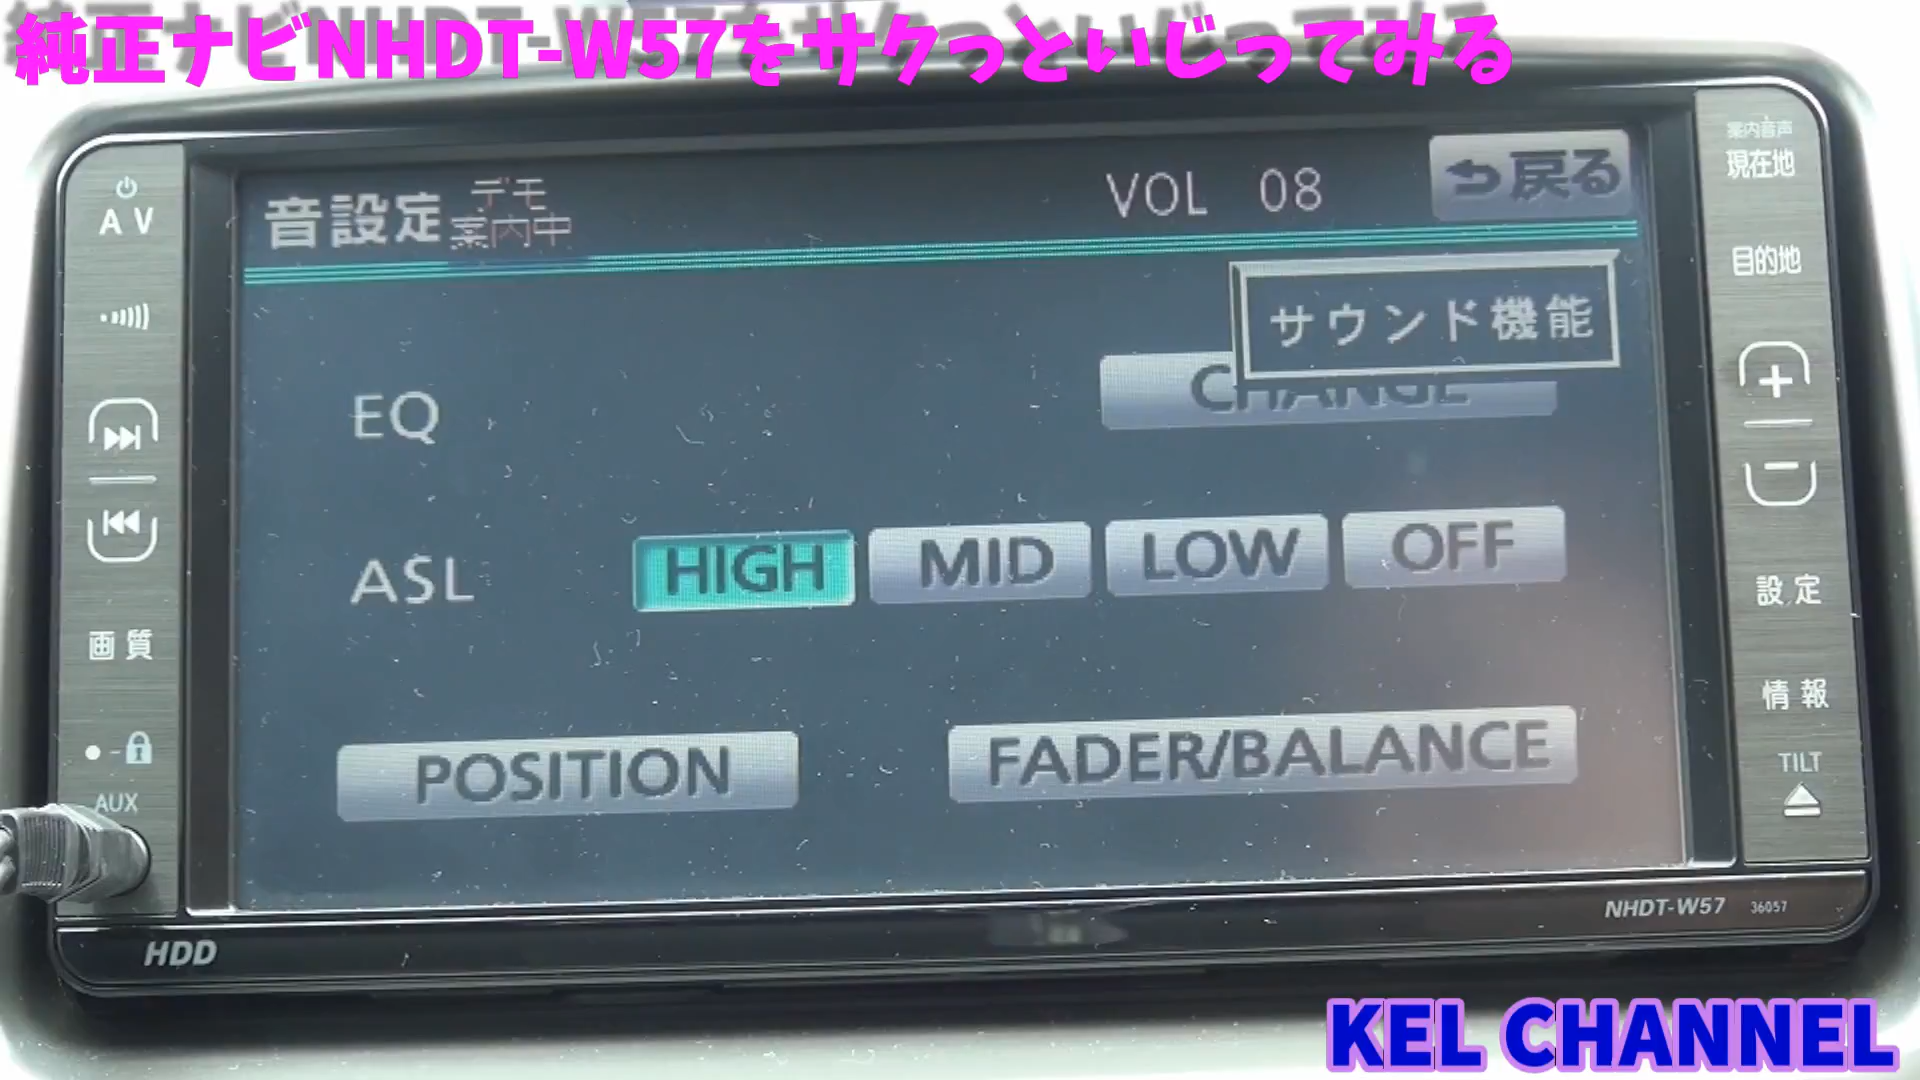 純正ナビNHDT-W57をサクっといじってみる
案内音声
現在地
AV
音設定
デモ
案内中
VOL 08
戻る
目的地
サウンド機能
EQ
CHANGE
ASL HIGH MID LOW OFF
画質
設定
情報
POSITION FADER/BALANCE
TILT
AUX
NHDT-W57 36057
HDD
KEL CHANNEL